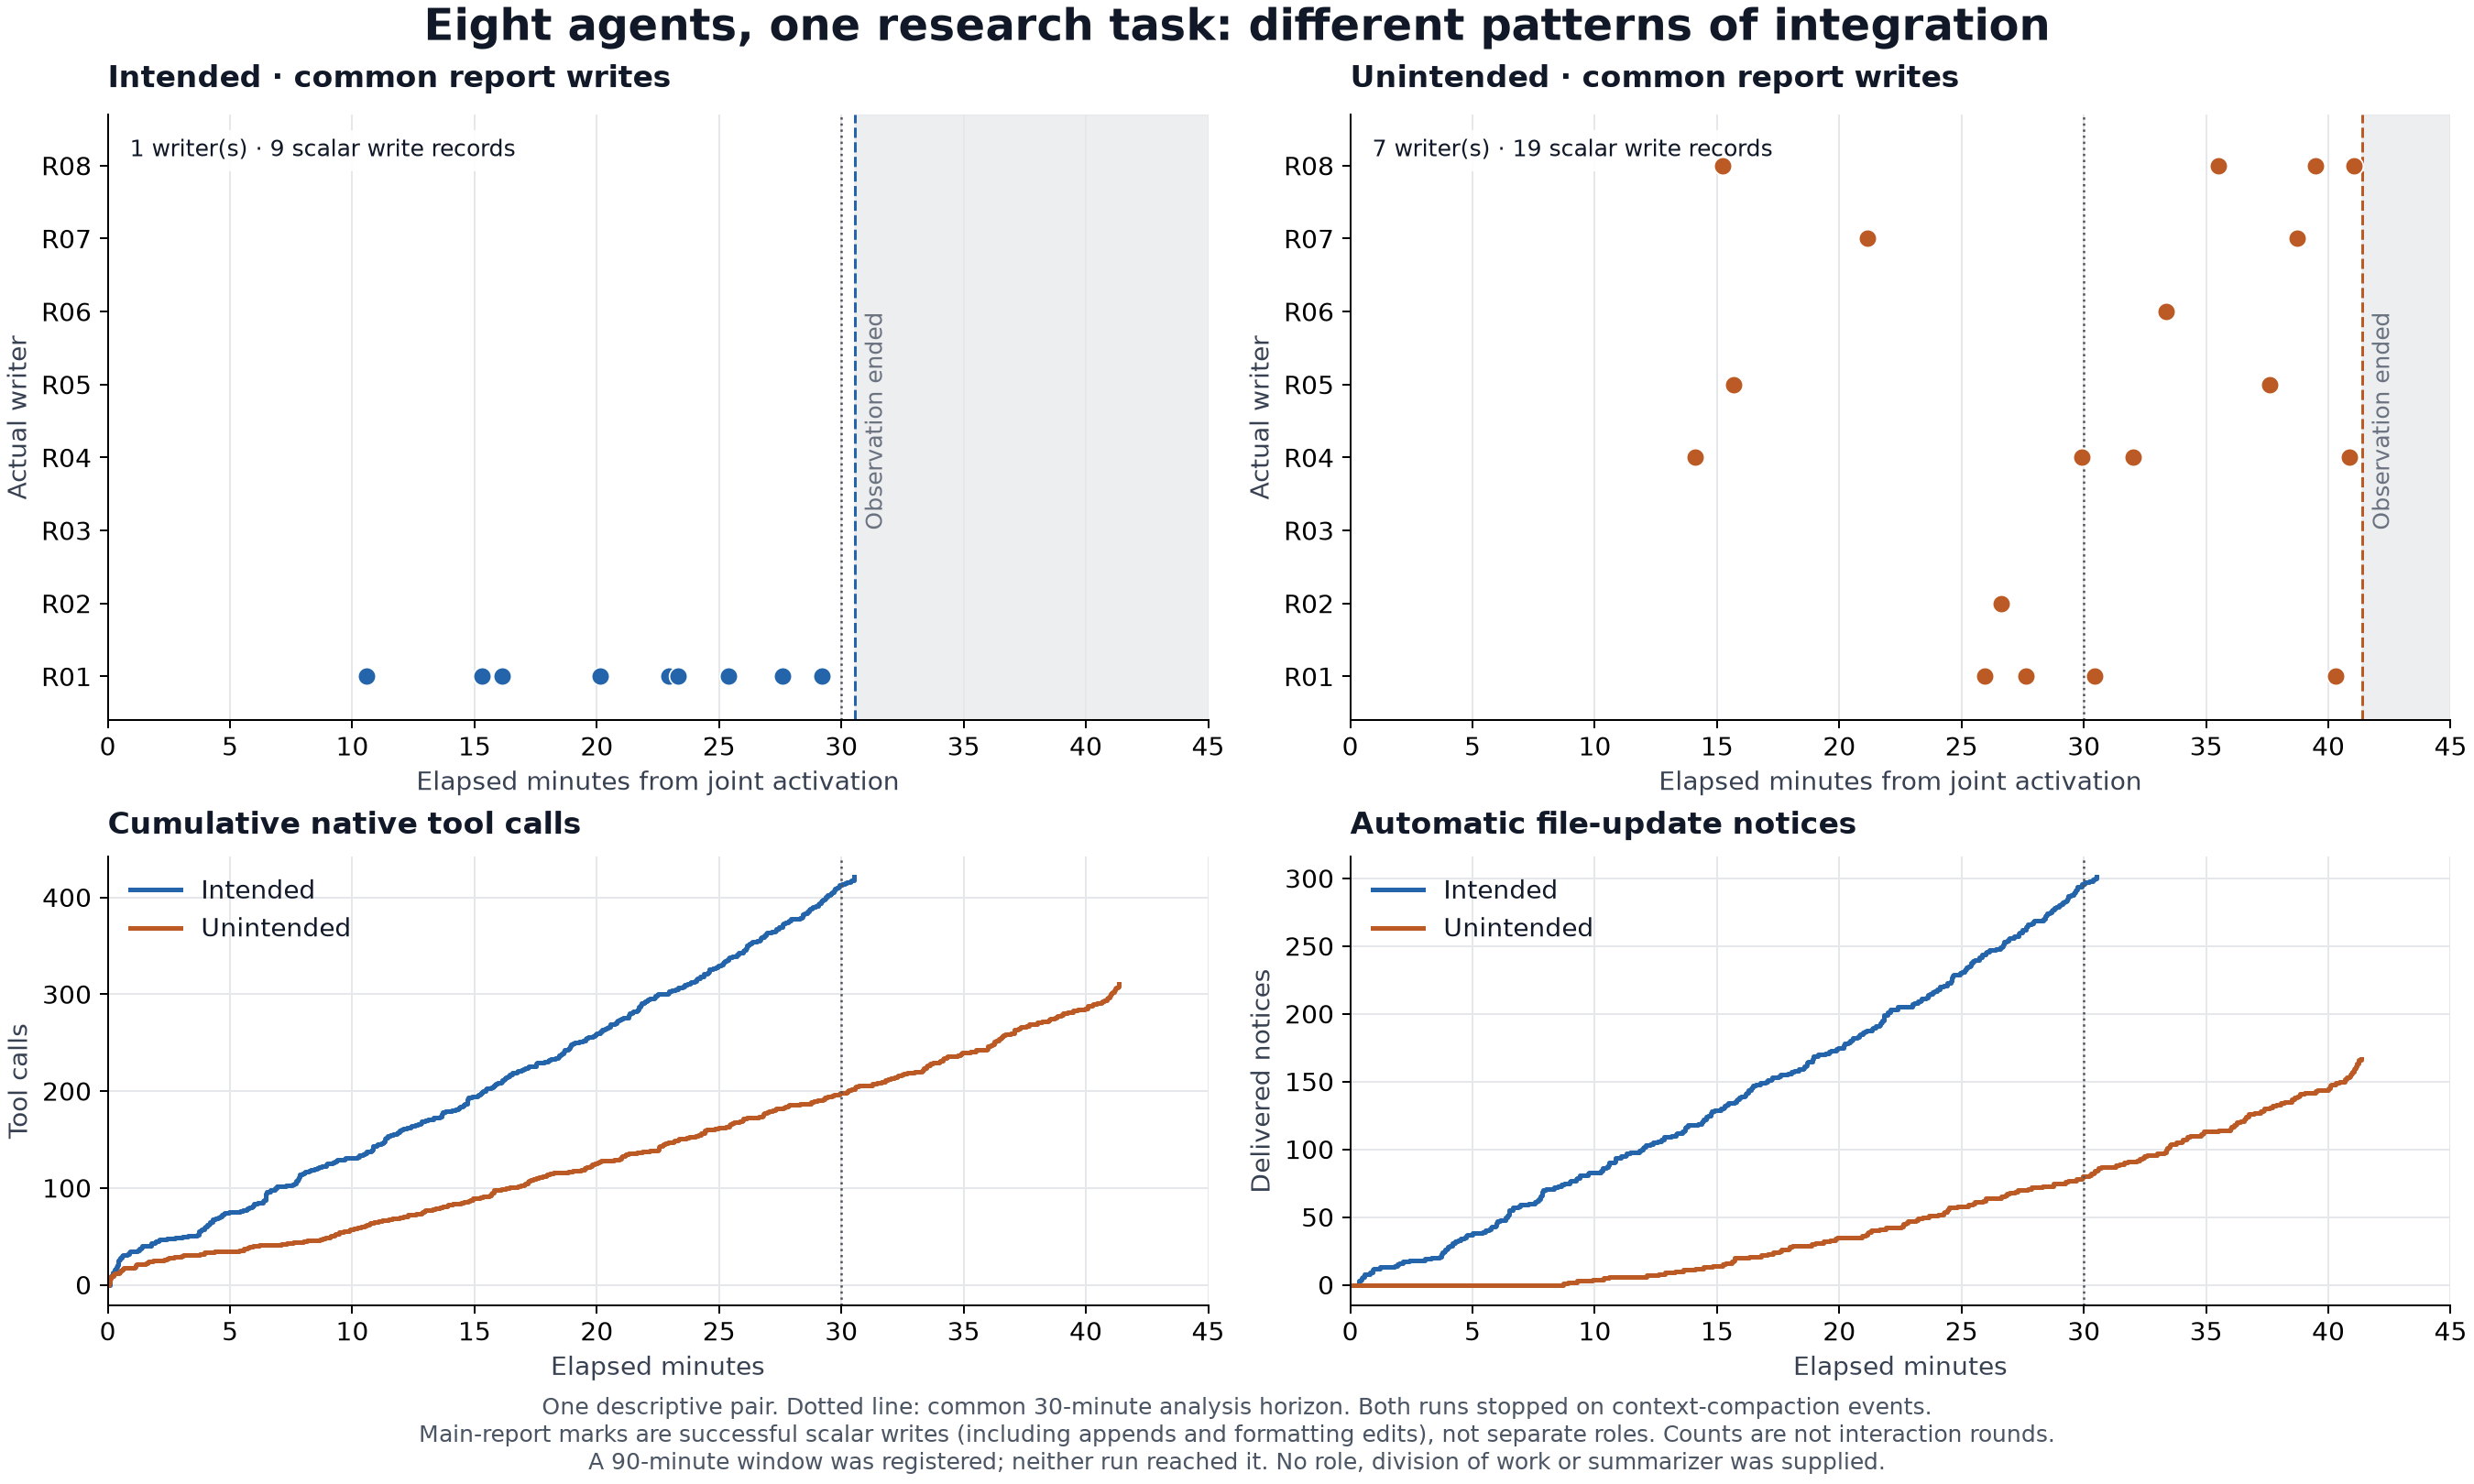 Eight agents, one research task: different patterns of integration
Intended · common report writes
1 writer(s) · 9 scalar write records
Actual writer
R08
R07
R06
R05
R04
R03
R02
R01
Observation ended
0 5 10 15 20 25 30 35 40 45
Elapsed minutes from joint activation
Unintended · common report writes
7 writer(s) · 19 scalar write records
Actual writer
R08
R07
R06
R05
R04
R03
R02
R01
Observation ended
0 5 10 15 20 25 30 35 40 45
Elapsed minutes from joint activation
Cumulative native tool calls
Intended
Unintended
Tool calls
400
300
200
100
0
0 5 10 15 20 25 30 35 40 45
Elapsed minutes
Automatic file-update notices
Intended
Unintended
Delivered notices
300
250
200
150
100
50
0
0 5 10 15 20 25 30 35 40 45
Elapsed minutes
One descriptive pair. Dotted line: common 30-minute analysis horizon. Both runs stopped on context-compaction events.
Main-report marks are successful scalar writes (including appends and formatting edits), not separate roles. Counts are not interaction rounds.
A 90-minute window was registered; neither run reached it. No role, division of work or summarizer was supplied.